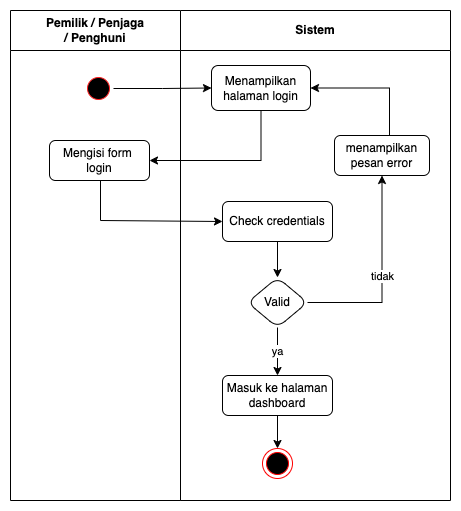 Pemilik / Penjaga
/ Penghuni
Sistem
Menampilkan
halaman login
Mengisi form
login
menampilkan
pesan error
Check credentials
tidak
Valid
ya
Masuk ke halaman
dashboard